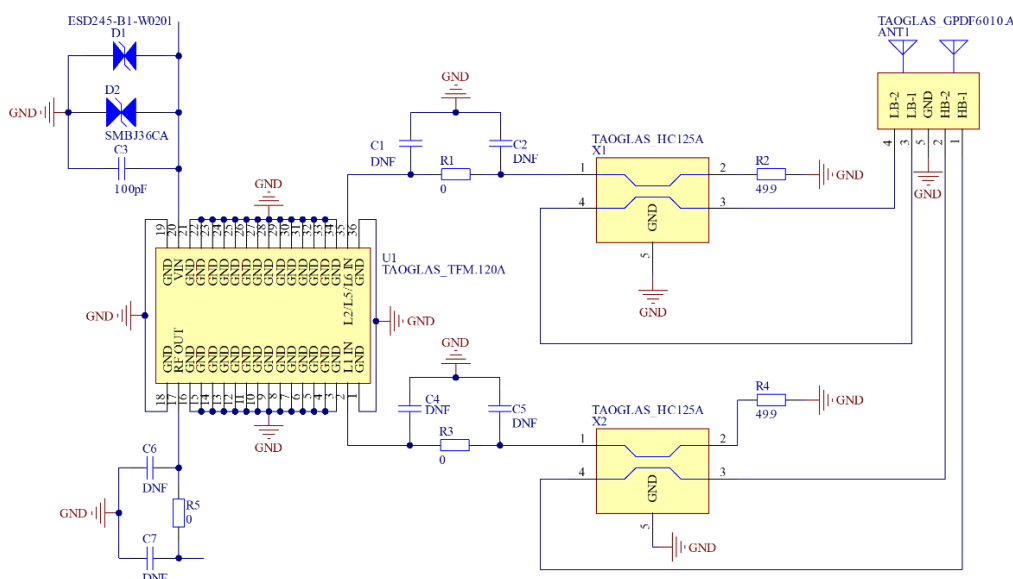 ESD245-B1-W0201
D1
GND
D2
SMBJ36CA
C3
100pF
TAOGLAS_GPDF6010.A
ANT1
LB-2
LB-1
GND
HB-2
HB-1
4
3
5
2
1
GND
GND
C1
DNF
C2
DNF
R1
0
TAOGLAS_HC125A
X1
1
4
2
3
GND
5
GND
R2
49.9
GND
GND
19
20
21
22
23
24
25
26
27
28
29
30
31
32
33
34
35
36
GND
VIN
GND
GND
GND
GND
GND
GND
GND
GND
GND
GND
GND
GND
GND
GND
L2/L5/L6 IN
GND
U1
TAOGLAS_TFM.120A
GND
GND
GND
RF OUT
GND
GND
GND
GND
GND
GND
GND
GND
GND
GND
GND
GND
GND
GND
L1 IN
GND
18
17
16
15
14
13
12
11
10
9
8
7
6
5
4
3
2
1
GND
GND
C4
DNF
C5
DNF
R3
0
TAOGLAS_HC125A
X2
1
4
2
3
GND
5
GND
R4
49.9
GND
C6
DNF
GND
R5
0
C7
DNF